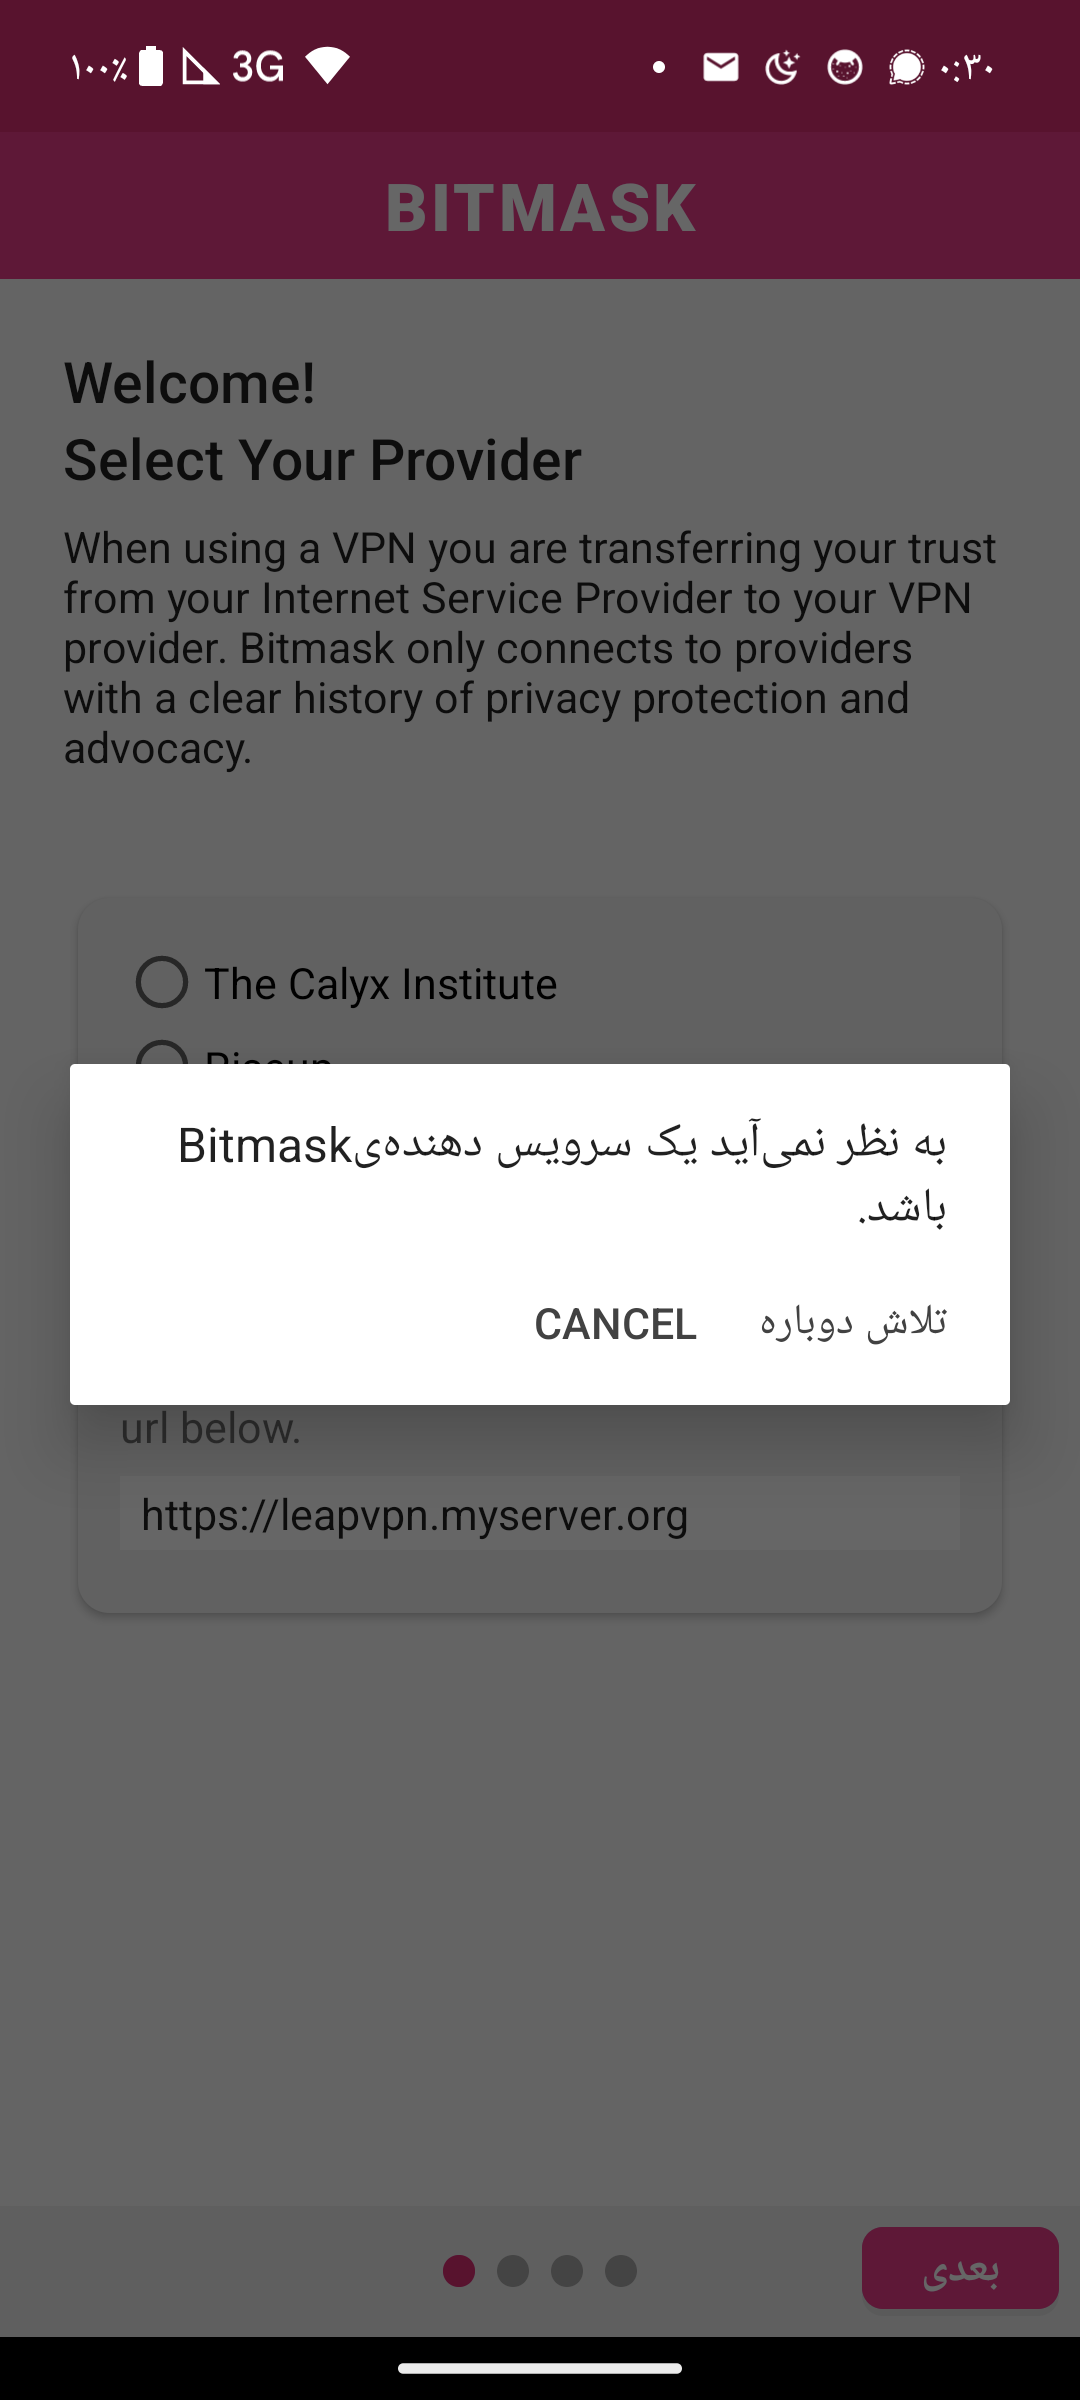 ۱۰۰٪ 3G ۰:۳۰
BITMASK
Welcome!
Select Your Provider
When using a VPN you are transferring your trust
from your Internet Service Provider to your VPN
provider. Bitmask only connects to providers
with a clear history of privacy protection and
advocacy.
The Calyx Institute
Riseup
به نظر نمی‌آید یک سرویس دهنده‌یBitmask
باشد.
تلاش دوباره CANCEL
url below.
https://leapvpn.myserver.org
بعدی